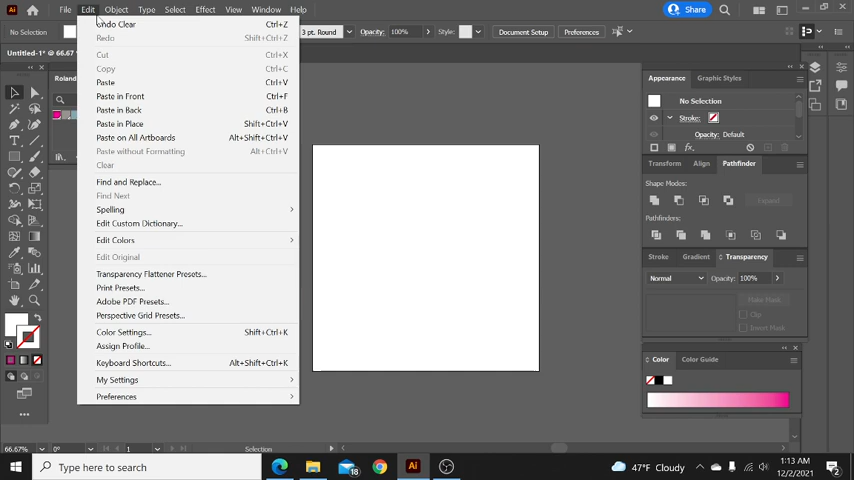 Ai File Edit Object Type Select Effect View Window Help Share
No Selection 3 pt. Round Opacity: 100% Style: Document Setup Preferences
Untitled-1* @ 66.67 %
Roland
Undo Clear Ctrl+Z
Redo Shift+Ctrl+Z
Cut Ctrl+X
Copy Ctrl+C
Paste Ctrl+V
Paste in Front Ctrl+F
Paste in Back Ctrl+B
Paste in Place Shift+Ctrl+V
Paste on All Artboards Alt+Shift+Ctrl+V
Paste without Formatting Alt+Ctrl+V
Clear
Find and Replace...
Find Next
Spelling
Edit Custom Dictionary...
Edit Colors
Edit Original
Transparency Flattener Presets...
Print Presets...
Adobe PDF Presets...
Perspective Grid Presets...
Color Settings... Shift+Ctrl+K
Assign Profile...
Keyboard Shortcuts... Alt+Shift+Ctrl+K
My Settings
Preferences
Appearance Graphic Styles
No Selection
Stroke:
Opacity: Default
fx
Transform Align Pathfinder
Shape Modes:
Expand
Pathfinders:
Stroke Gradient Transparency
Normal Opacity: 100%
Make Mask
Clip
Invert Mask
Color Color Guide
66.67% 0° 1 Selection
Type here to search
18
Ai
47°F Cloudy
1:13 AM
12/2/2021
2